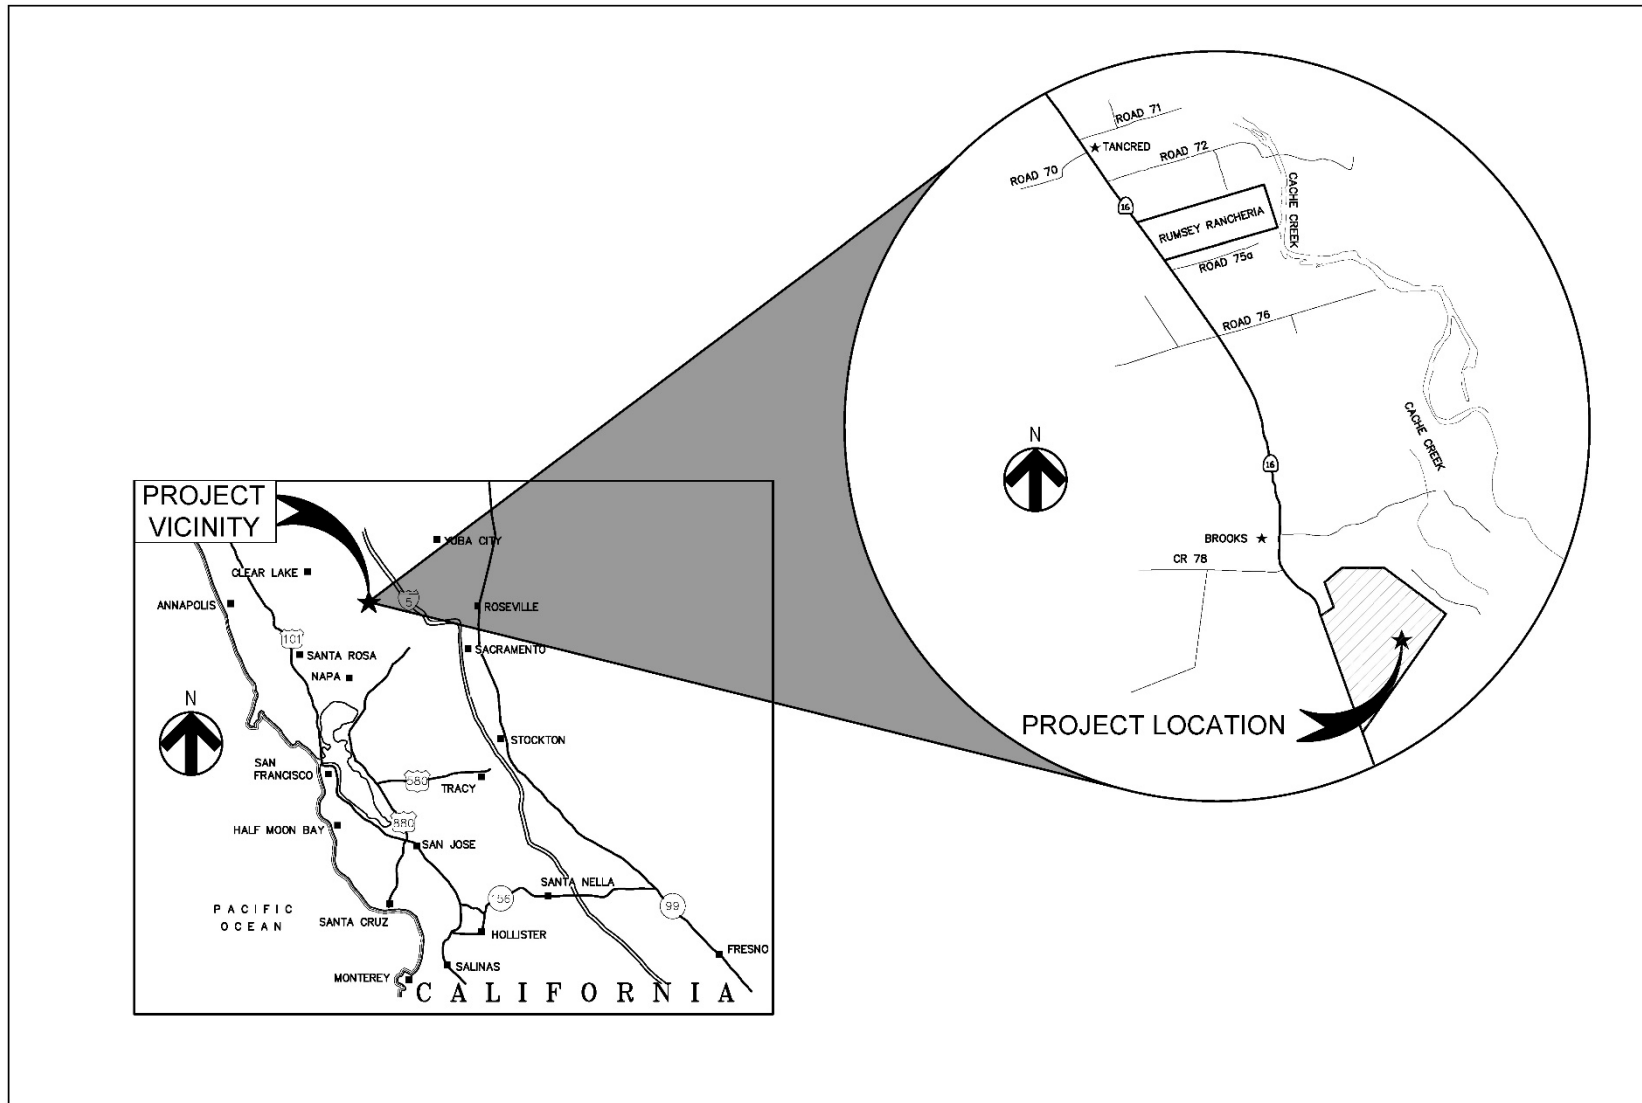 ROAD 71
TANCRED
ROAD 72
ROAD 70
CACHE CREEK
16
RUMSEY RANCHERIA
ROAD 75a
ROAD 76
CACHE CREEK
N
16
BROOKS
CR 78
PROJECT LOCATION
PROJECT
VICINITY
YUBA CITY
CLEAR LAKE
ANNAPOLIS
5
ROSEVILLE
101
SANTA ROSA
SACRAMENTO
NAPA
N
STOCKTON
SAN
FRANCISCO
580
TRACY
HALF MOON BAY
880
SAN JOSE
SANTA NELLA
156
99
PACIFIC
OCEAN
SANTA CRUZ
HOLLISTER
FRESNO
SALINAS
MONTEREY
CALIFORNIA